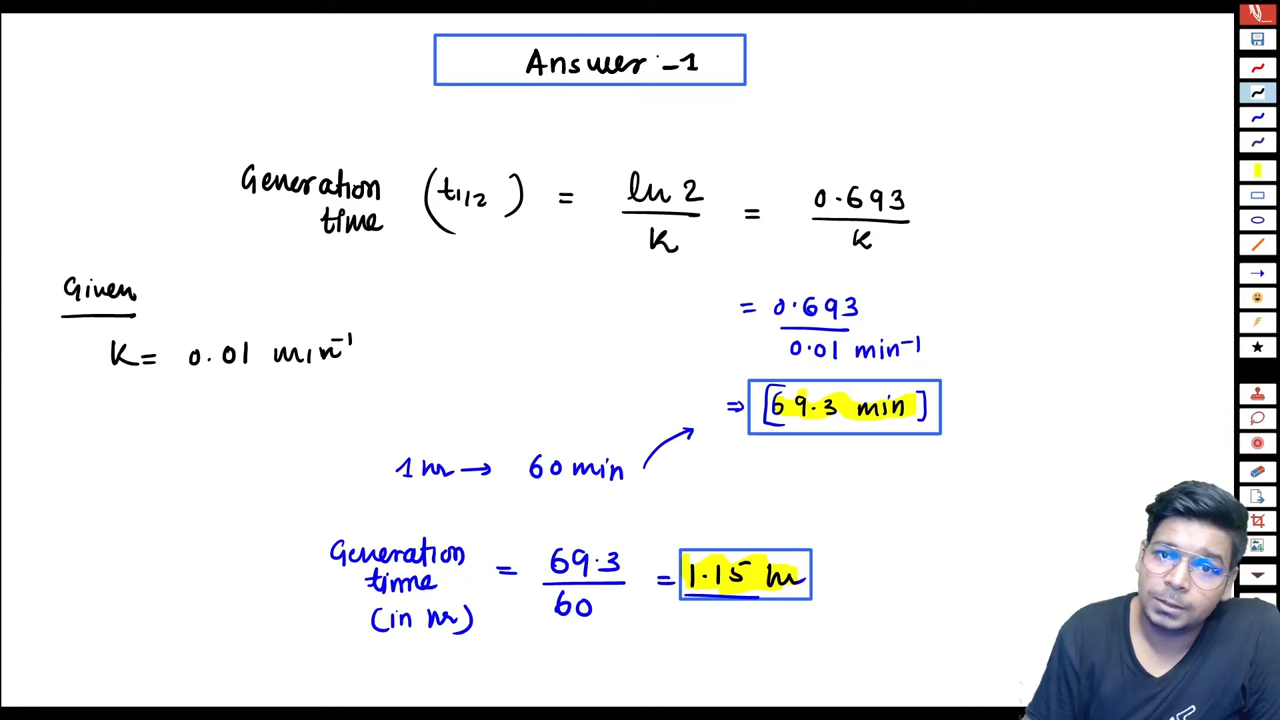 Answer :- 1
Generation time (t1/2) = ln 2 / K = 0.693 / K
Given
K = 0.01 min⁻¹
= 0.693 / 0.01 min⁻¹
⇒ [69.3 min]
1 hr → 60 min
Generation time (in hr) = 69.3 / 60 = 1.15 hr